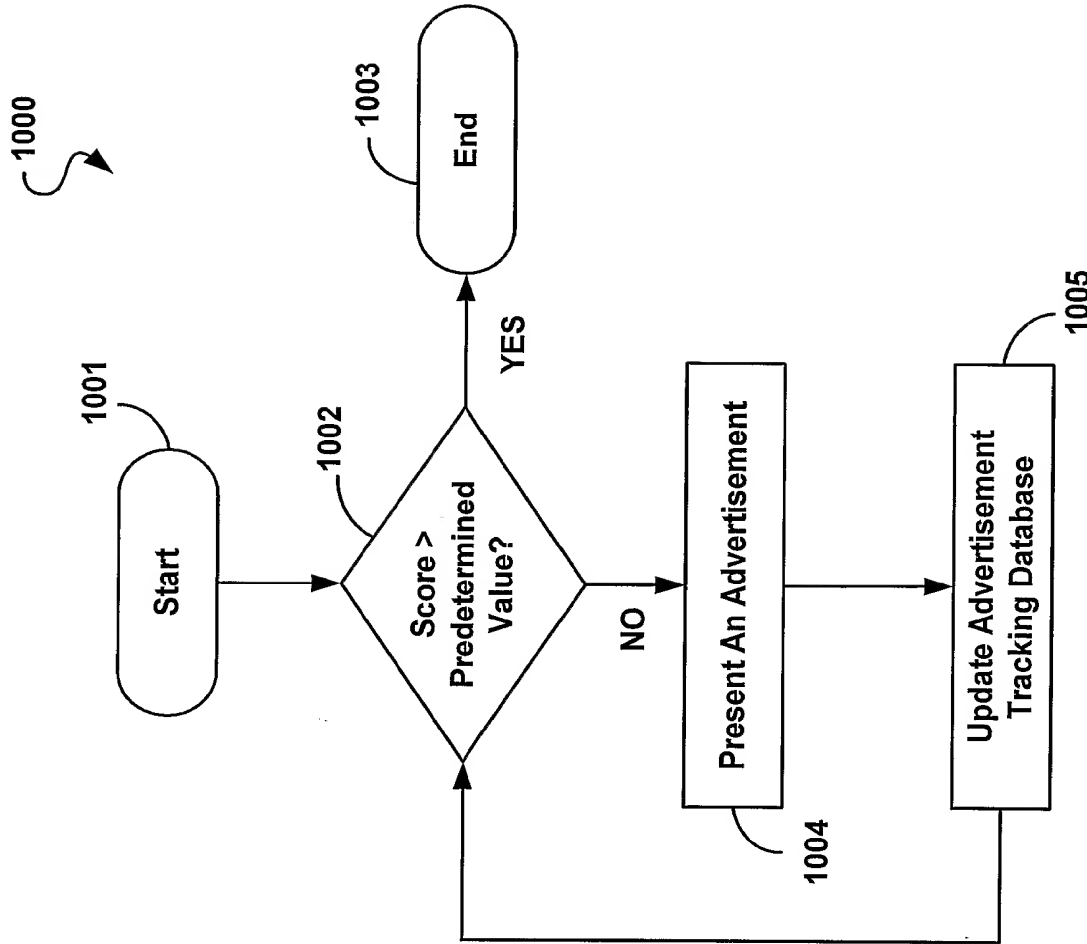 1000
1001
Start
1002
Score >
Predetermined
Value?
YES
1003
End
NO
1004
Present An Advertisement
1005
Update Advertisement
Tracking Database